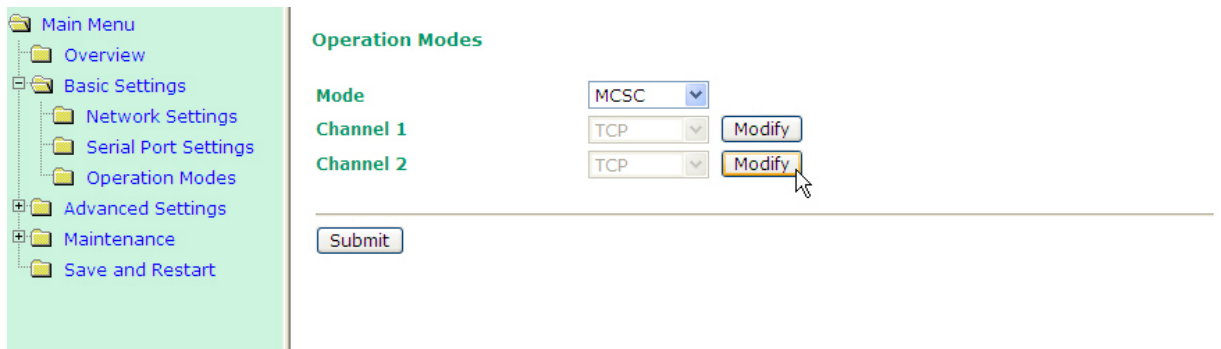 Main Menu
Overview
Basic Settings
Network Settings
Serial Port Settings
Operation Modes
Advanced Settings
Maintenance
Save and Restart
Operation Modes
Mode MCSC
Channel 1 TCP Modify
Channel 2 TCP Modify
Submit